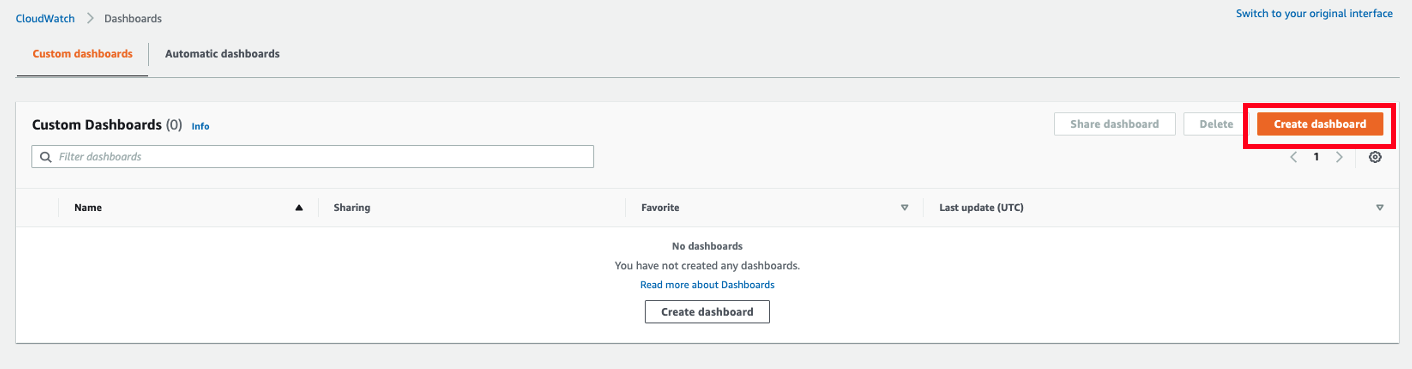 CloudWatch > Dashboards
Switch to your original interface
Custom dashboards
Automatic dashboards
Custom Dashboards (0) Info
Share dashboard
Delete
Create dashboard
Filter dashboards
1
Name
Sharing
Favorite
Last update (UTC)
No dashboards
You have not created any dashboards.
Read more about Dashboards
Create dashboard